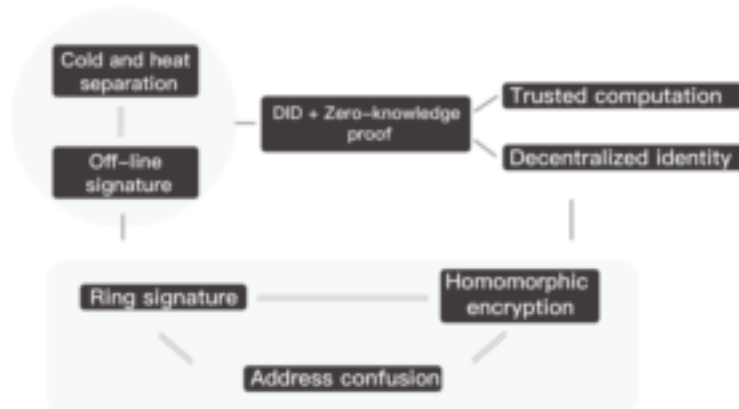 Cold and heat
separation
DID + Zero-knowledge
proof
Trusted computation
Off-line
signature
Decentralized identity
Ring signature
Homomorphic
encryption
Address confusion